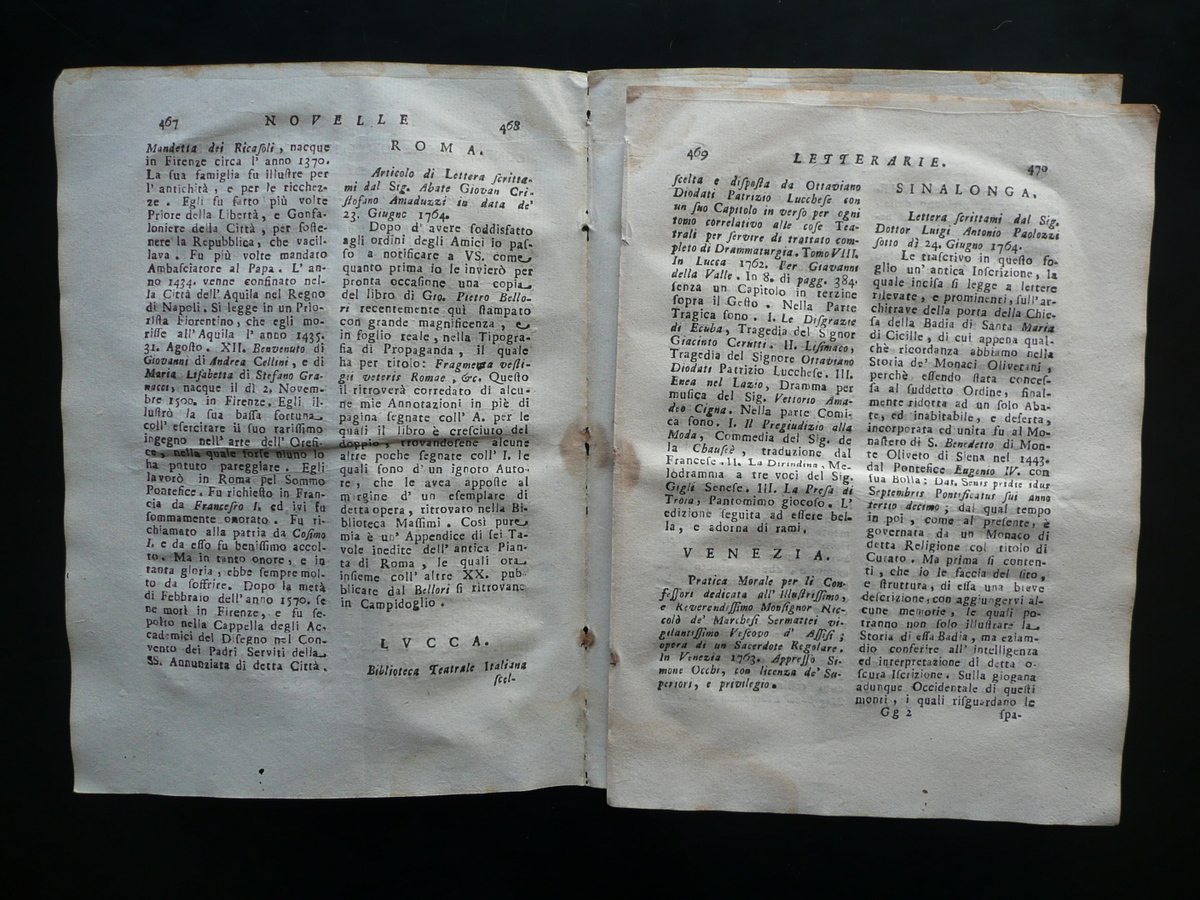 467 NOVELLE 468
Mandetta dei Ricaſoli, nacque
in Firenze circa l' anno 1370.
La sua famiglia fu illuſtre per
l' antichità, e per le ricchez-
ze. Egli fu fatto più volte
Priore della Libertà, e Gonfa-
loniere della Città, per ſoſte-
nere la Repubblica, che vacil-
lava. Fu più volte mandato
Ambaſciatore al Papa. L' an-
no 1434. venne confinato nel-
la Città dell' Aquila nel Regno
di Napoli. Si legge in un Prio-
riſta Fiorentino, che egli mo-
riſſe all' Aquila l' anno 1435.
31. Agoſto. XII. Benvenuto di
Giovanni di Andrea Cellini, e di
Maria Liſabetta di Stefano Gra-
nacci, nacque il dì 2. Novem-
bre 1500. in Firenze. Egli il-
luſtrò la sua baſſa fortuna
coll' eſercitare il ſuo rariſſimo
ingegno nell' arte dell' Orefi-
ce, nella quale forſe niuno lo
ha potuto pareggiare. Egli
lavorò in Roma pel Sommo
Pontefice. Fu richieſto in Fran-
cia da Franceſco I. ed ivi fu
ſommamente onorato. Fu ri-
chiamato alla patria da Coſimo
I. e da eſſo fu beniſſimo accol-
to. Ma in tanto onore, e in
tanta gloria, ebbe ſempre mol-
to da ſoffrire. Dopo la metà
di Febbraio dell' anno 1570. ſe
ne morì in Firenze, e fu ſe-
polto nella Cappella degli Ac-
cademici del Diſegno nel Con-
vento dei Padri Serviti della
SS. Annunziata di detta Città.
ROMA.
Articolo di Lettera ſcritta-
mi dal Sig. Abate Giovan Cri-
ſtofano Amaduzzi in data de'
23. Giugno 1764.
Dopo d' avere ſoddisfatto
agli ordini degli Amici io paſ-
ſo a notificare a VS. come
quanto prima io le invierò per
pronta occaſione una copia
del libro di Gio. Pietro Bello-
ri recentemente qui ſtampato
con grande magnificenza, e
in foglio reale, nella Tipogra-
fia di Propaganda, il quale
ha per titolo: Fragmenta veſti-
gii veteris Romae, &c. Queſto
il ritroverà corredato di alcu-
ne mie Annotazioni in piè di
pagina ſegnate coll' A. per le
quali il libro è creſciuto del
doppio, trovandoſene alcune
altre poche ſegnate coll' I. le
quali ſono d' un ignoto Auto-
re, che le avea appoſte al
margine d' un eſemplare di
detta opera, ritrovato nella Bi-
blioteca Maſſimi. Così pure
mia è un' Appendice di ſei Ta-
vole inedite dell' antica Pian-
ta di Roma, le quali ora
inſieme coll' altre XX. pub-
blicate dal Bellori ſi ritrovano
in Campidoglio.
LVCCA.
Biblioteca Teatrale Italiana
ſcel-
469 LETTERARIE. 470
ſcelta e diſpoſta da Ottaviano
Diodati Patrizio Luccheſe con
un ſuo Capitolo in verſo per ogni
tomo correlativo alle coſe Tea-
trali per ſervire di trattato com-
pleto di Drammaturgia. Tomo VIII.
In Lucca 1762. Per Giavanni
della Valle. In 8. di pagg. 384.
ſenza un Capitolo in terzine
ſopra il Geſto. Nella Parte
Tragica ſono. I. Le Diſgrazie
di Ecuba, Tragedia del Signor
Giacinto Cerutti. II. Liſimaco,
Tragedia del Signore Ottaviano
Diodati Patrizio Luccheſe. III.
Enea nel Lazio, Dramma per
muſica del Sig. Vettorio Ama-
deo Cigna. Nella parte Comi-
ca ſono. I. Il Pregiudizio alla
Moda, Commedia del Sig. de
la Chauſsè, traduzione dal
Franceſe. II. La Dirindina, Me-
lodramma a tre voci del Sig.
Gigli Seneſe. III. La Preſa di
Troia, Pantomimo giocoſo. L'
edizione ſeguita ad eſſere bel-
la, e adorna di rami.
VENEZIA.
Pratica Morale per li Con-
feſſori dedicata all' Illuſtriſſimo,
e Reverendiſſimo Monſignor Nic-
colò de' Marcheſi Sermattei vi-
gilantiſſimo Veſcovo d' Aſſiſi;
opera di un Sacerdote Regolare.
In Venezia 1763. Appreſſo Si-
mone Occhi, con licenza de' Su-
periori, e privilegio.
SINALONGA.
Lettera ſcrittami dal Sig.
Dottor Luigi Antonio Paolozzi
ſotto dì 24. Giugno 1764.
Le traſcrivo in queſto fo-
glio un' antica Inſcrizione, la
quale inciſa ſi legge a lettere
rilevate, e prominenti, ſull' ar-
chitrave della porta della Chie-
ſa della Badia di Santa Maria
di Cicille, di cui appena qual-
che ricordanza abbiamo nella
Storia de' Monaci Olivetini,
perchè eſſendo ſtata conceſ-
ſa al ſuddetto Ordine, final-
mente ridotta ad un ſolo Aba-
te, ed inabitabile, e deſerta,
incorporata ed unita fu al Mo-
naſtero di S. Benedetto di Mon-
te Oliveto di Siena nel 1443.
dal Pontefice Eugenio IV. con
ſua Bolla: Dat. Senis pridie idus
Septembris Pontificatus ſui anno
tertio decimo; dal qual tempo
in poi, come al preſente, è
governata da un Monaco di
detta Religione col titolo di
Curato. Ma prima ſi conten-
ti, che io le faccia del ſito,
e ſtruttura, di eſſa una breve
deſcrizione, con aggiungervi al-
cune memorie, le quali po-
tranno non ſolo illuſtrare la
Storia di eſſa Badia, ma eziam-
dio conferire all' intelligenza
ed interpretazione di detta o-
ſcura Iſcrizione. Sulla giogana
adunque Occidentale di queſti
monti, i quali riſguardano le
Gg 2 ſpa-